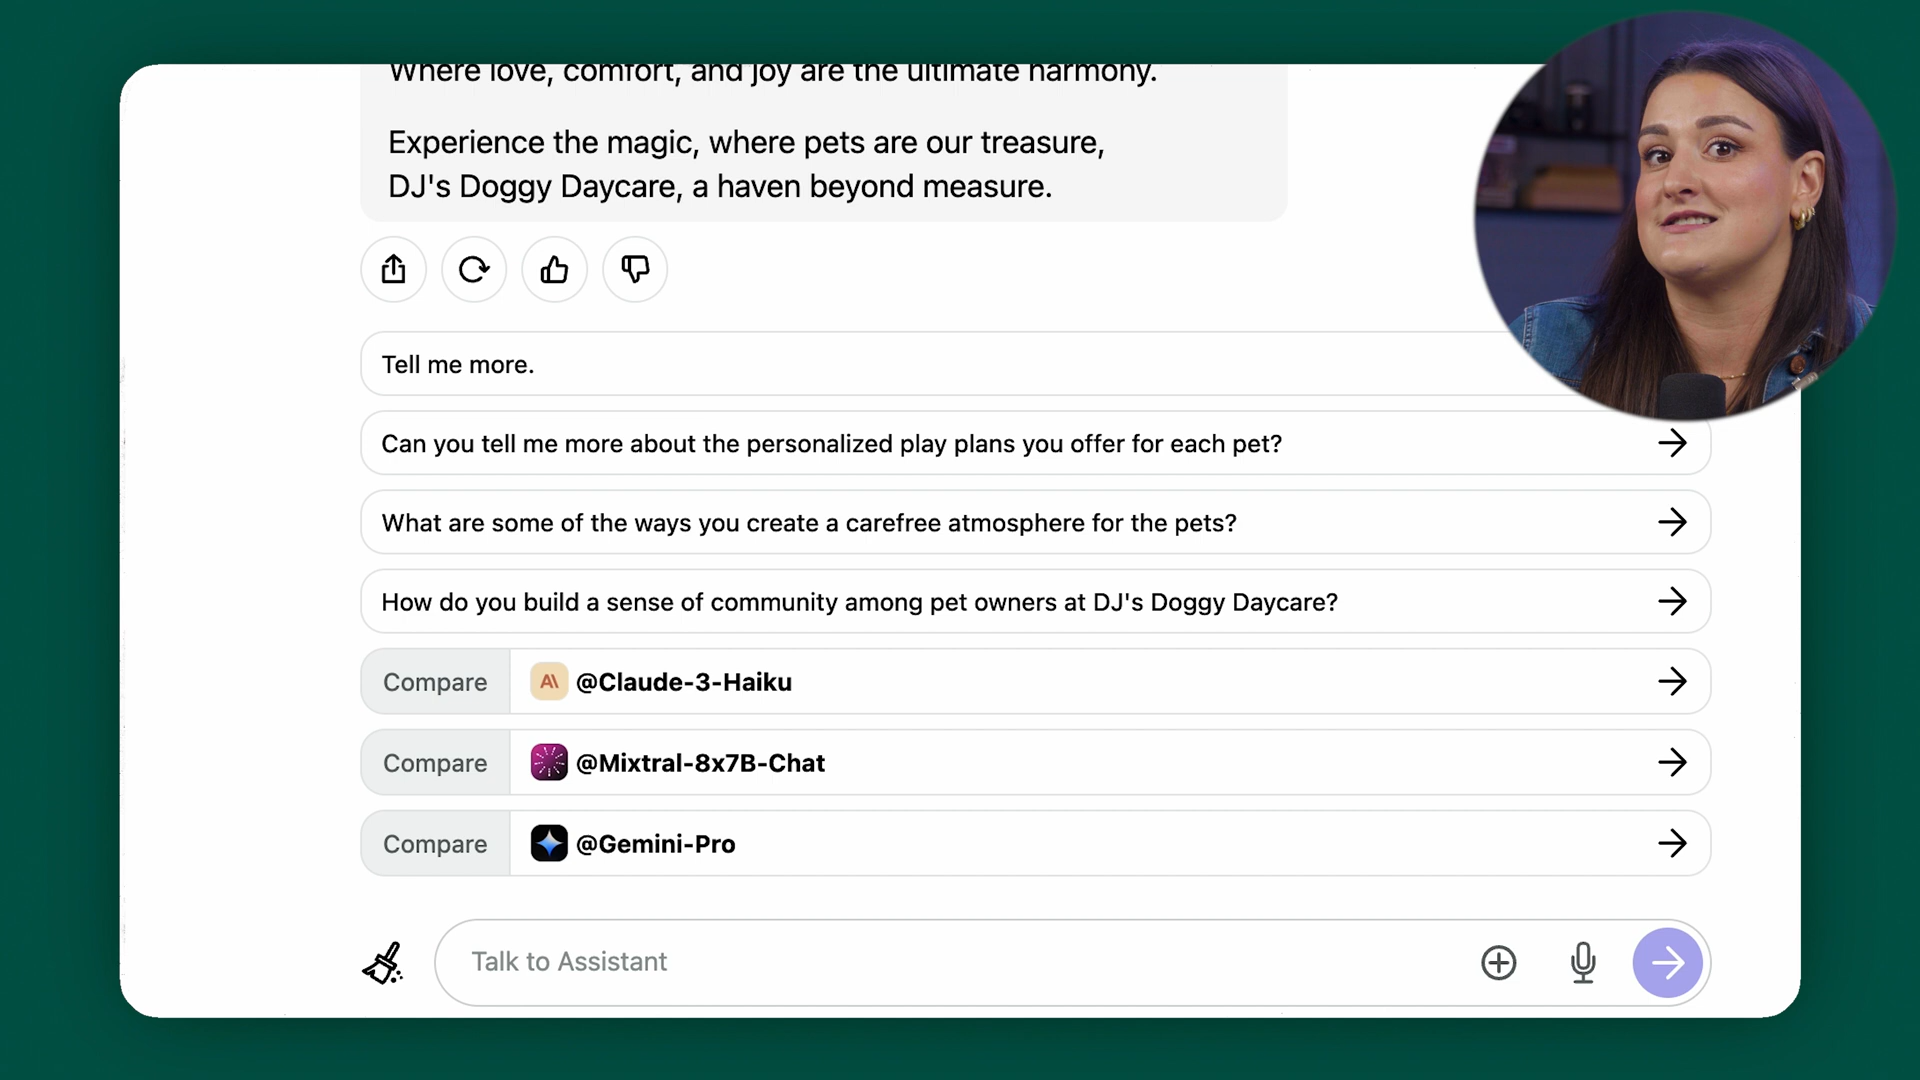 Where love, comfort, and joy are the ultimate harmony.
Experience the magic, where pets are our treasure,
DJ's Doggy Daycare, a haven beyond measure.
Tell me more.
Can you tell me more about the personalized play plans you offer for each pet?
What are some of the ways you create a carefree atmosphere for the pets?
How do you build a sense of community among pet owners at DJ's Doggy Daycare?
Compare @Claude-3-Haiku
Compare @Mixtral-8x7B-Chat
Compare @Gemini-Pro
Talk to Assistant